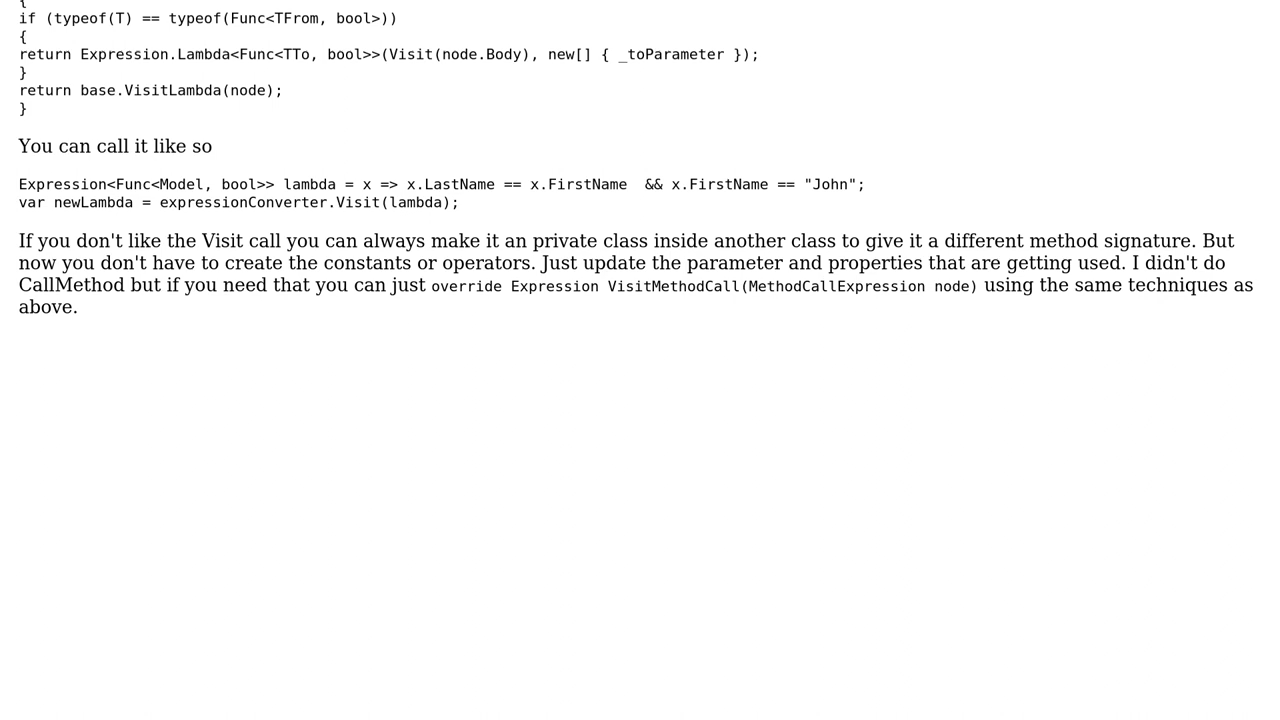 {
if (typeof(T) == typeof(Func<TFrom, bool>))
{
return Expression.Lambda<Func<TTo, bool>>(Visit(node.Body), new[] { _toParameter });
}
return base.VisitLambda(node);
}
You can call it like so
Expression<Func<Model, bool>> lambda = x => x.LastName == x.FirstName  && x.FirstName == "John";
var newLambda = expressionConverter.Visit(lambda);
If you don't like the Visit call you can always make it an private class inside another class to give it a different method signature. But
now you don't have to create the constants or operators. Just update the parameter and properties that are getting used. I didn't do
CallMethod but if you need that you can just override Expression VisitMethodCall(MethodCallExpression node) using the same techniques as
above.